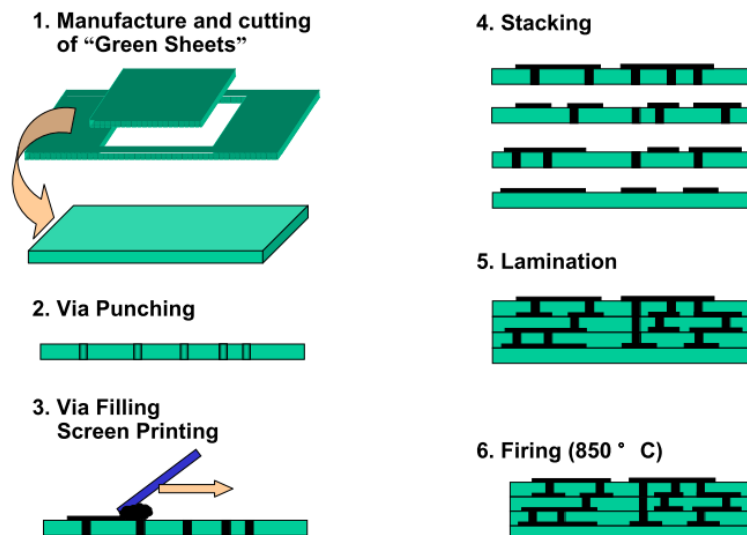 1. Manufacture and cutting
of “Green Sheets”
2. Via Punching
3. Via Filling
Screen Printing
4. Stacking
5. Lamination
6. Firing (850 ° C)